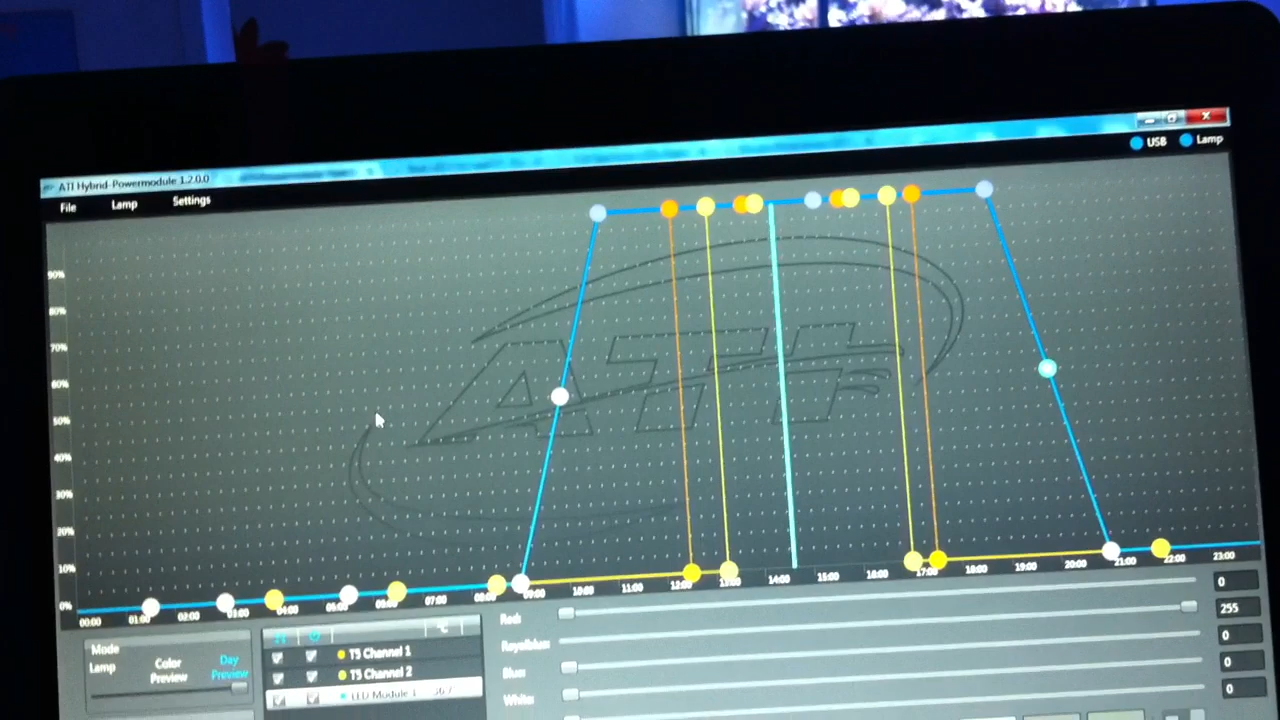 ATI Hybrid-Powermodule 1.2.0.0
USB Lamp
File Lamp Settings
ATI
90%
80%
70%
60%
50%
40%
30%
20%
10%
0%
00:00 01:00 02:00 03:00 04:00 05:00 06:00 07:00 08:00 09:00 10:00 11:00 12:00 13:00 14:00 15:00 16:00 17:00 18:00 19:00 20:00 21:00 22:00 23:00
Mode
Lamp
Color Preview
Day Preview
°C
T5 Channel 1
T5 Channel 2
LED Module 1
Red: 0
Royalblue: 255
Blue: 0
White: 0
0